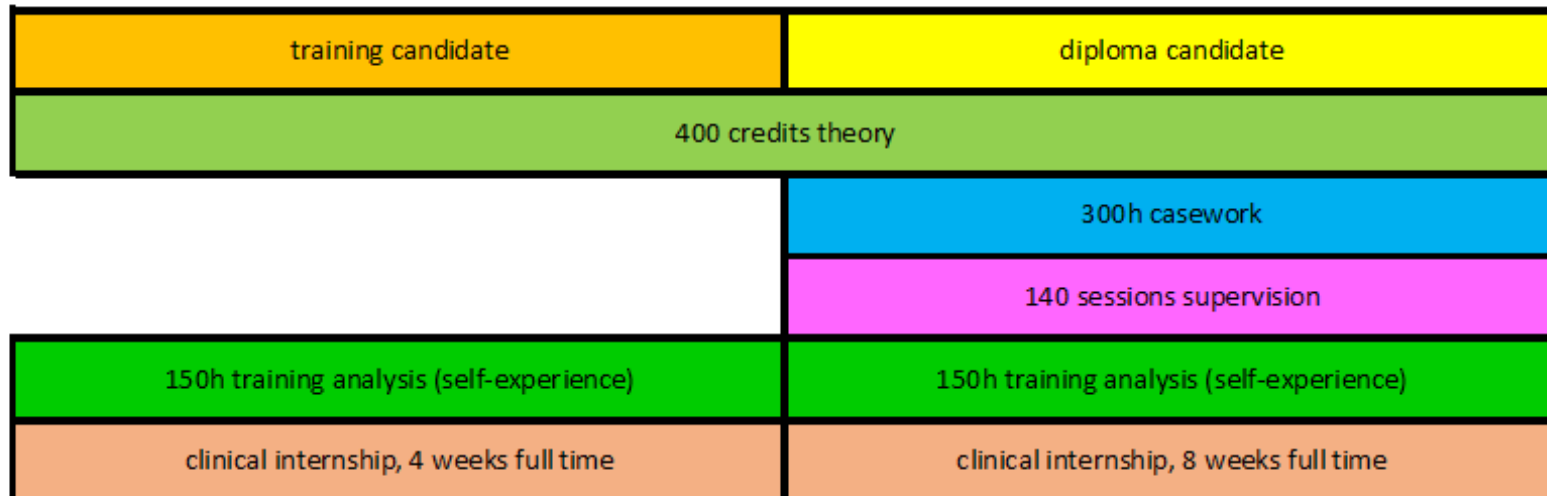 training candidate
diploma candidate
400 credits theory
300h casework
140 sessions supervision
150h training analysis (self-experience)
150h training analysis (self-experience)
clinical internship, 4 weeks full time
clinical internship, 8 weeks full time